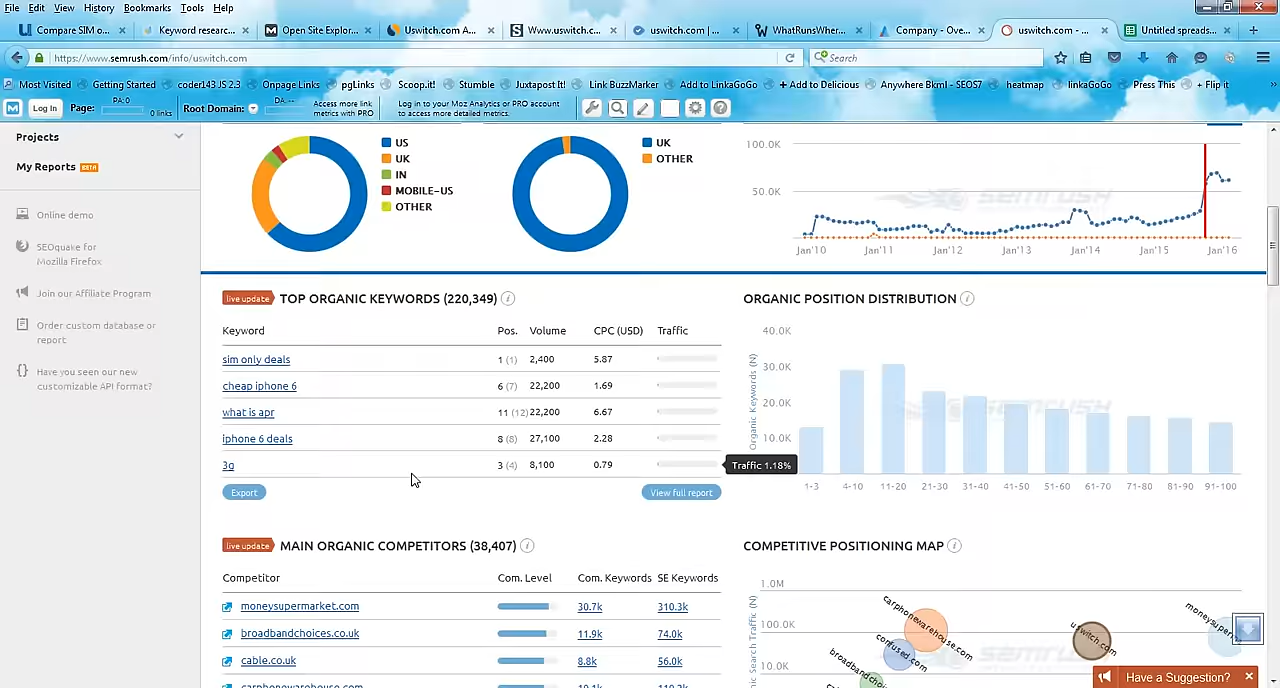 File Edit View History Bookmarks Tools Help
Compare SIM o... Keyword researc... Open Site Explor... Uswitch.com A... Www.uswitch.c... uswitch.com | ... WhatRunsWher... Company - Ove... uswitch.com - ... Untitled spreads...
https://www.semrush.com/info/uswitch.com Search
Most Visited Getting Started coder143 JS 2.3 Onpage Links pgLinks Scoop Stumble Juxtapost It! Link BuzzMarker Add to LinkaGoGo + Add to Delicious Anywhere Bkmarkl - SEOS7 heatmap linkaGoGo Press This + Flip it
Log In Page: PA:0 0 links Root Domain: DA: -- Access more link metrics with PRO Log in to your Moz Analytics or PRO account to access more detailed metrics.
Projects
My Reports BETA
Online demo
SEOquake for
Mozilla Firefox
Join our Affiliate Program
Order custom database or
report
Have you seen our new
customizable API format?
US
UK
IN
MOBILE-US
OTHER
UK
OTHER
100.0K
50.0K
semrush
Jan'10 Jan'11 Jan'12 Jan'13 Jan'14 Jan'15 Jan'16
live update TOP ORGANIC KEYWORDS (220,349) i
Keyword Pos. Volume CPC (USD) Traffic
sim only deals 1 (1) 2,400 5.87
cheap iphone 6 6 (7) 22,200 1.69
what is apr 11 (12) 22,200 6.67
iphone 6 deals 8 (8) 27,100 2.28
3g 3 (4) 8,100 0.79
Traffic 1.18%
Export View full report
ORGANIC POSITION DISTRIBUTION i
Organic Keywords (N)
40.0K
30.0K
20.0K
10.0K
semrush
1-3 4-10 11-20 21-30 31-40 41-50 51-60 61-70 71-80 81-90 91-100
live update MAIN ORGANIC COMPETITORS (38,407) i
Competitor Com. Level Com. Keywords SE Keywords
moneysupermarket.com 30.7k 310.3k
broadbandchoices.co.uk 11.9k 74.0k
cable.co.uk 8.8k 56.0k
carphonewarehouse.com 10.1k
COMPETITIVE POSITIONING MAP i
1.0M
100.0K
10.0K
carphonewarehouse.com
confused.com
uswitch.com
semrush
Have a Suggestion?